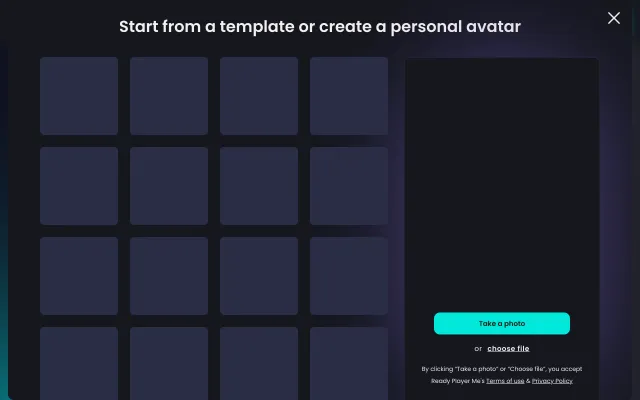 Start from a template or create a personal avatar
Take a photo
or choose file
By clicking "Take a photo" or "Choose file", you accept
Ready Player Me's Terms of use & Privacy Policy